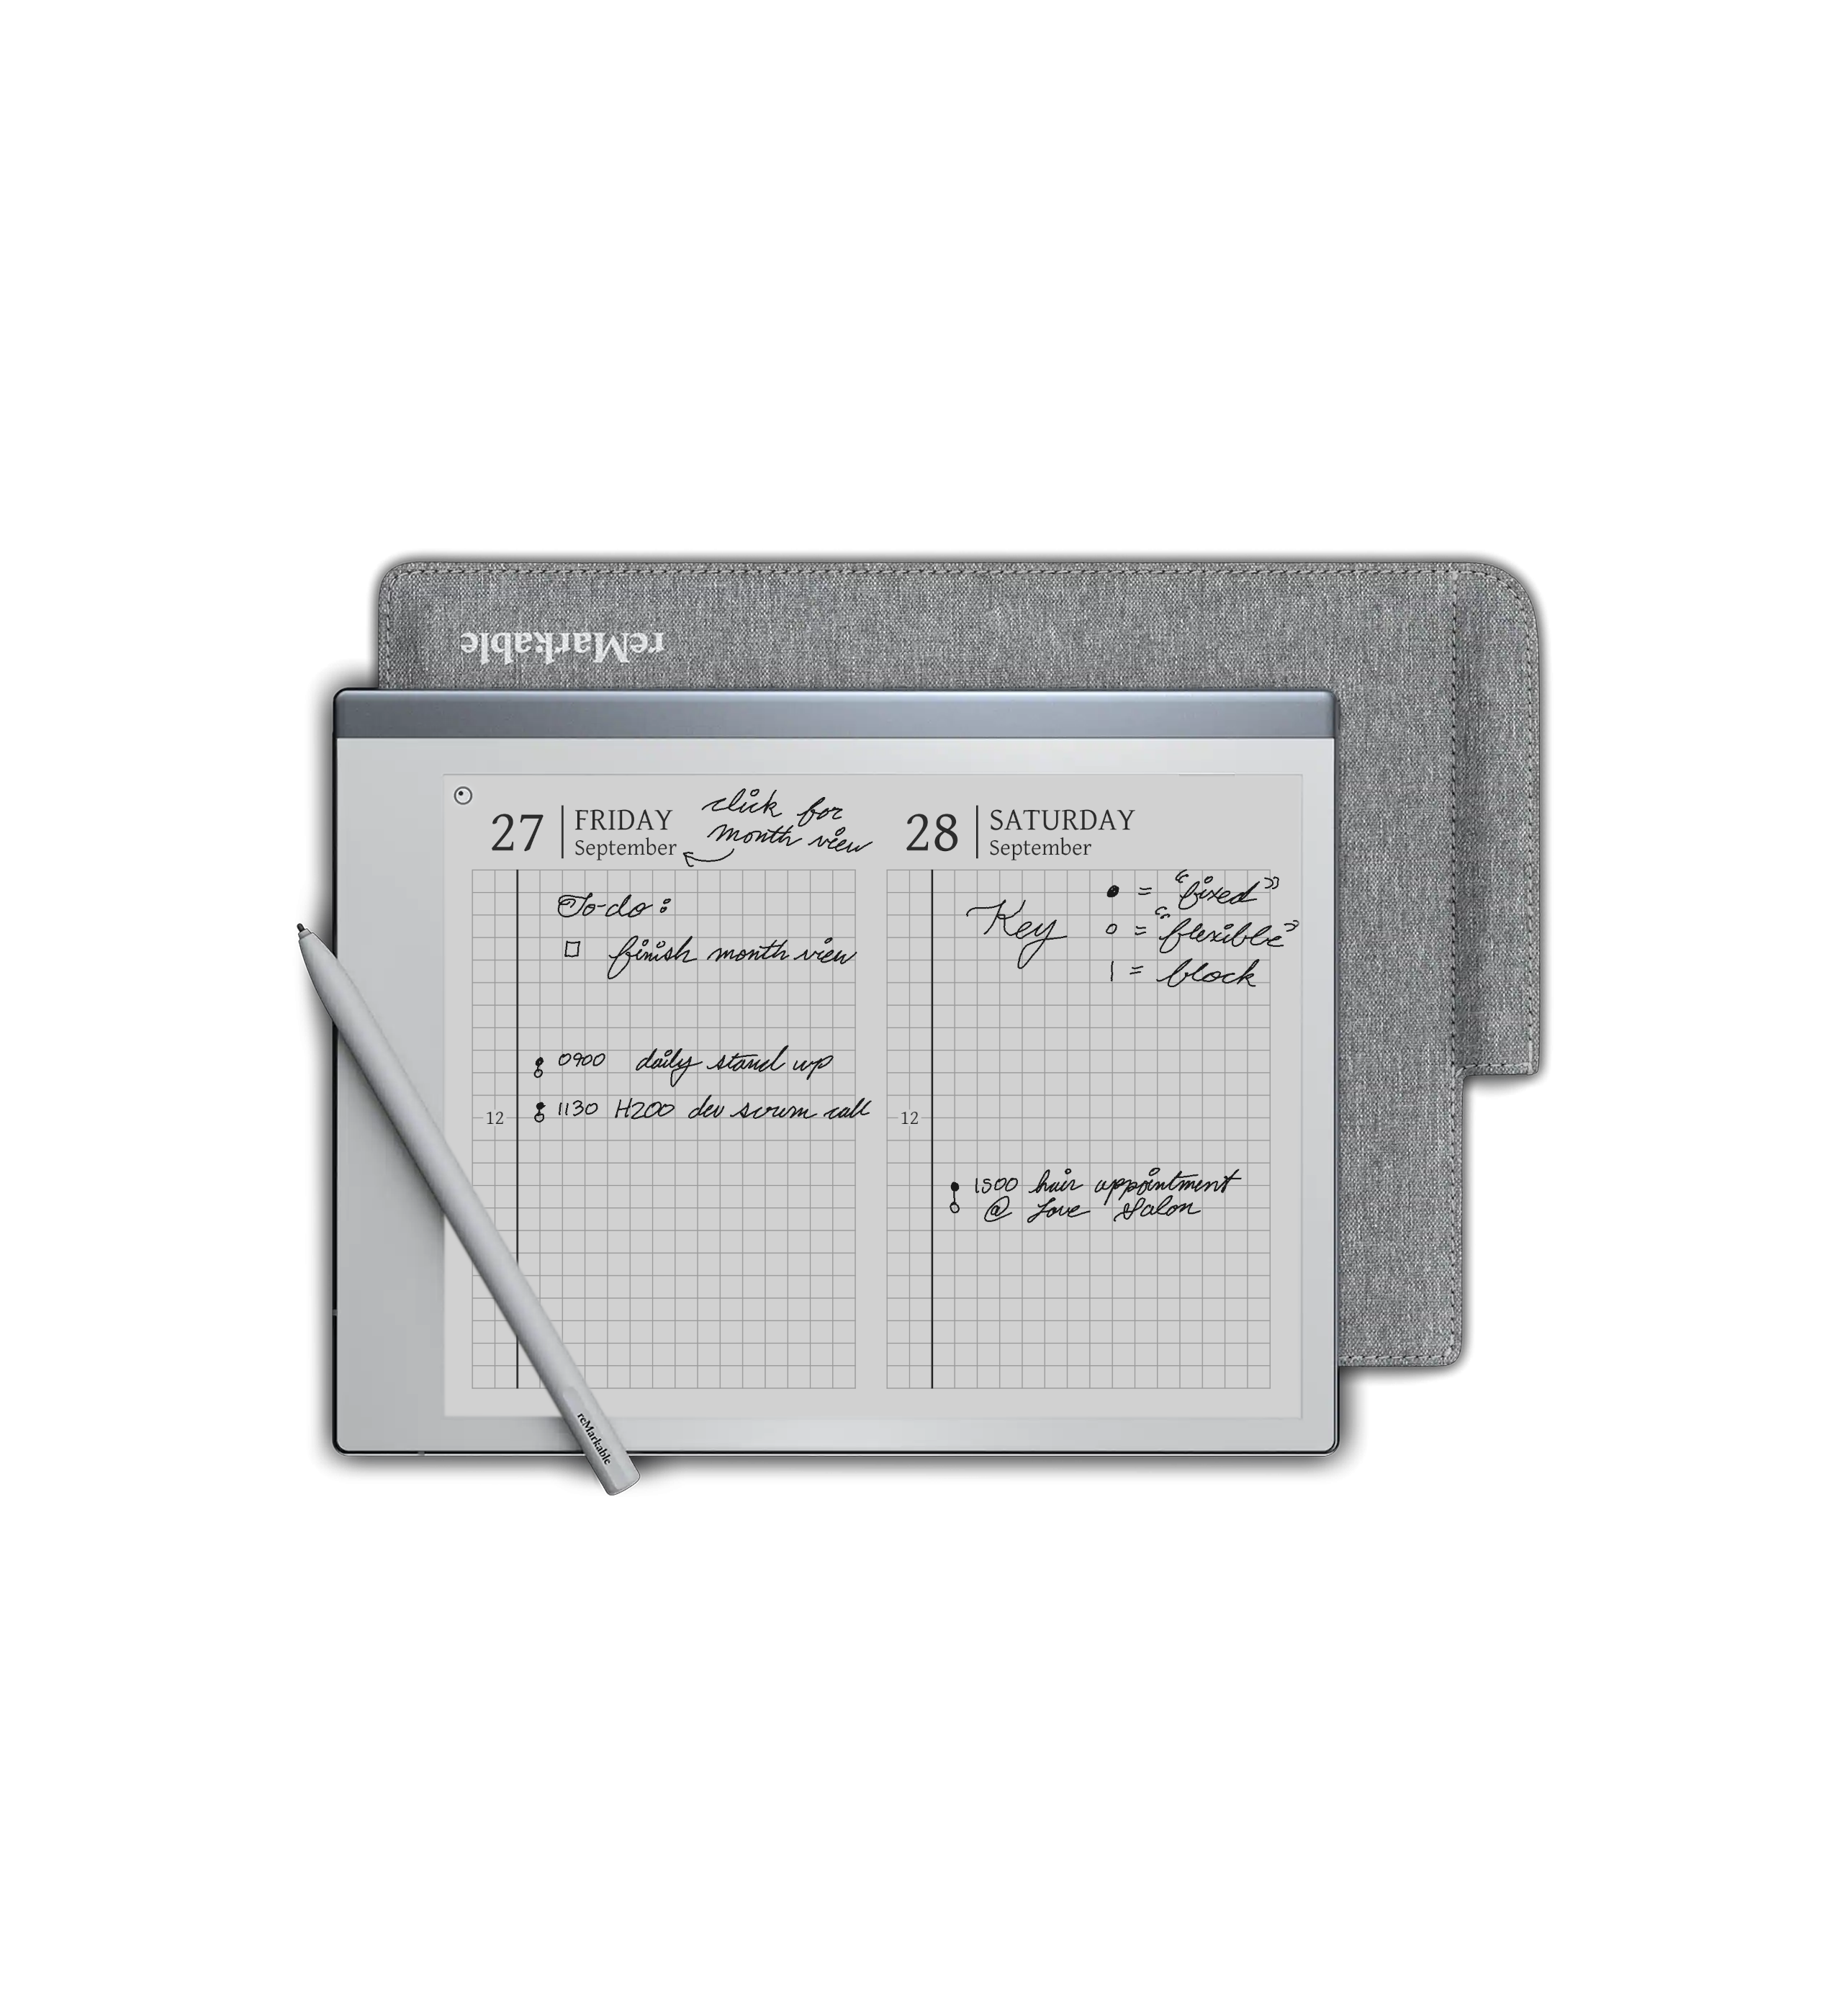 reMarkable
27 FRIDAY
September
click for
month view
To-do:
finish month view
0900 daily stand up
1130 H200 dev scrum call
12
28 SATURDAY
September
Key
● = "fixed"
○ = "flexible"
| = block
12
1500 hair appointment
@ Love Salon
reMarkable